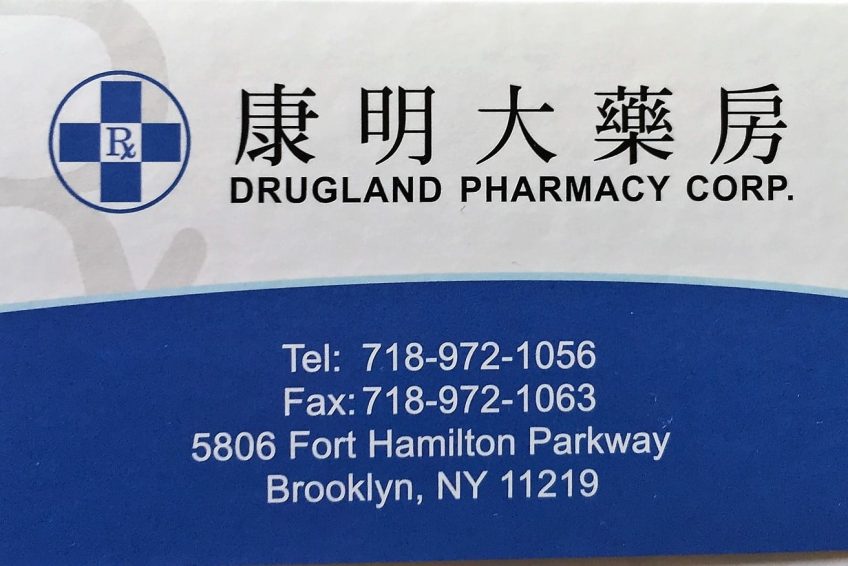 Rx
康明大藥房
DRUGLAND PHARMACY CORP.
Tel: 718-972-1056
Fax: 718-972-1063
5806 Fort Hamilton Parkway
Brooklyn, NY 11219